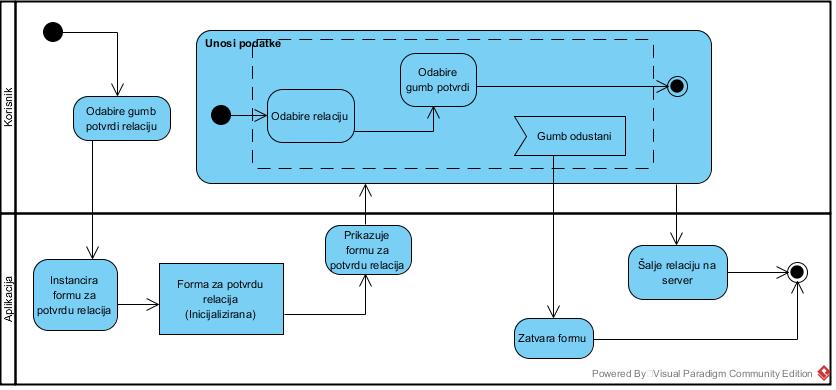 Korisnik
Odabire gumb
potvrdi relaciju
Unosi podatke
Odabire relaciju
Odabire
gumb potvrdi
Gumb odustani
Aplikacija
Instancira
formu za
potvrdu relacija
Forma za potvrdu
relacija
(Inicijalizirana)
Prikazuje
formu za
potvrdu relacija
Šalje relaciju na
server
Zatvara formu
Powered By Visual Paradigm Community Edition